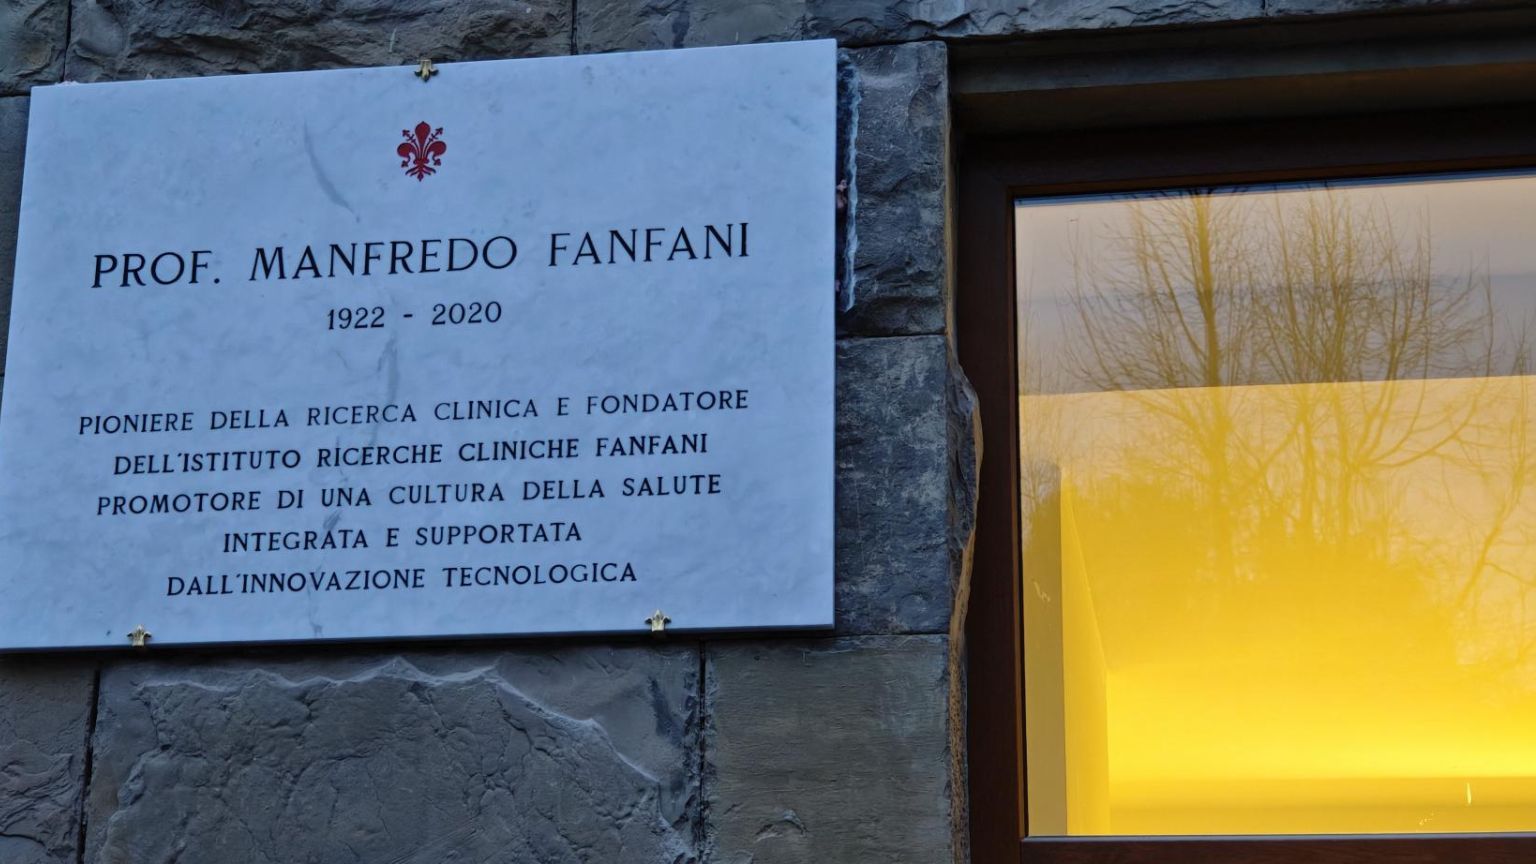 PROF. MANFREDO FANFANI
1922 - 2020
PIONIERE DELLA RICERCA CLINICA E FONDATORE
DELL'ISTITUTO RICERCHE CLINICHE FANFANI
PROMOTORE DI UNA CULTURA DELLA SALUTE
INTEGRATA E SUPPORTATA
DALL'INNOVAZIONE TECNOLOGICA